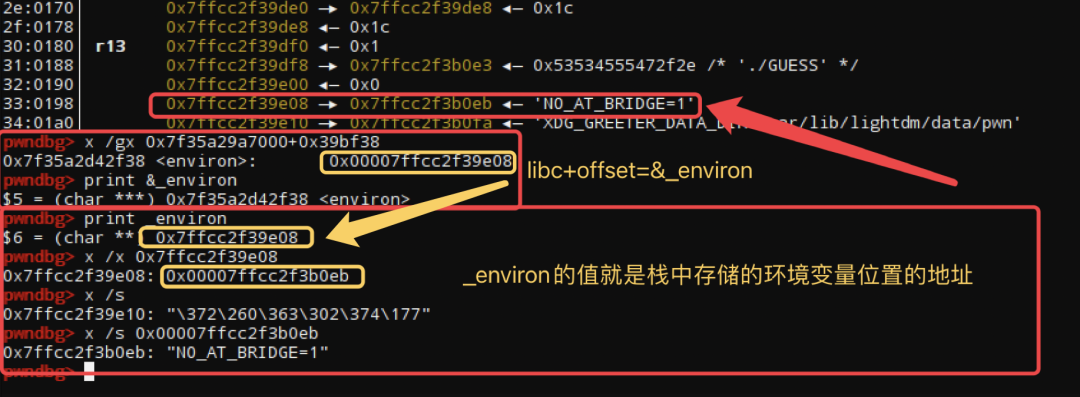 2e:0170 0x7ffcc2f39de0 —▸ 0x7ffcc2f39de8 ◂— 0x1c
2f:0178 0x7ffcc2f39de8 ◂— 0x1c
30:0180 r13 0x7ffcc2f39df0 ◂— 0x1
31:0188 0x7ffcc2f39df8 —▸ 0x7ffcc2f3b0e3 ◂— 0x53534555472f2e /* './GUESS' */
32:0190 0x7ffcc2f39e00 ◂— 0x0
33:0198 0x7ffcc2f39e08 —▸ 0x7ffcc2f3b0eb ◂— 'NO_AT_BRIDGE=1'
34:01a0 0x7ffcc2f39e10 —▸ 0x7ffcc2f3b0fa ◂— 'XDG_GREETER_DATA_DIR=/var/lib/lightdm/data/pwn'
pwndbg> x /gx 0x7f35a29a7000+0x39bf38
0x7f35a2d42f38 <environ>: 0x00007ffcc2f39e08
pwndbg> print &_environ
$5 = (char ***) 0x7f35a2d42f38 <environ>
libc+offset=&_environ
pwndbg> print _environ
$6 = (char ** 0x7ffcc2f39e08
pwndbg> x /x 0x7ffcc2f39e08
0x7ffcc2f39e08: 0x00007ffcc2f3b0eb
_environ的值就是栈中存储的环境变量位置的地址
pwndbg> x /s
0x7ffcc2f39e10: "\372\260\363\302\374\177"
pwndbg> x /s 0x00007ffcc2f3b0eb
0x7ffcc2f3b0eb: "NO_AT_BRIDGE=1"
pwndbg>